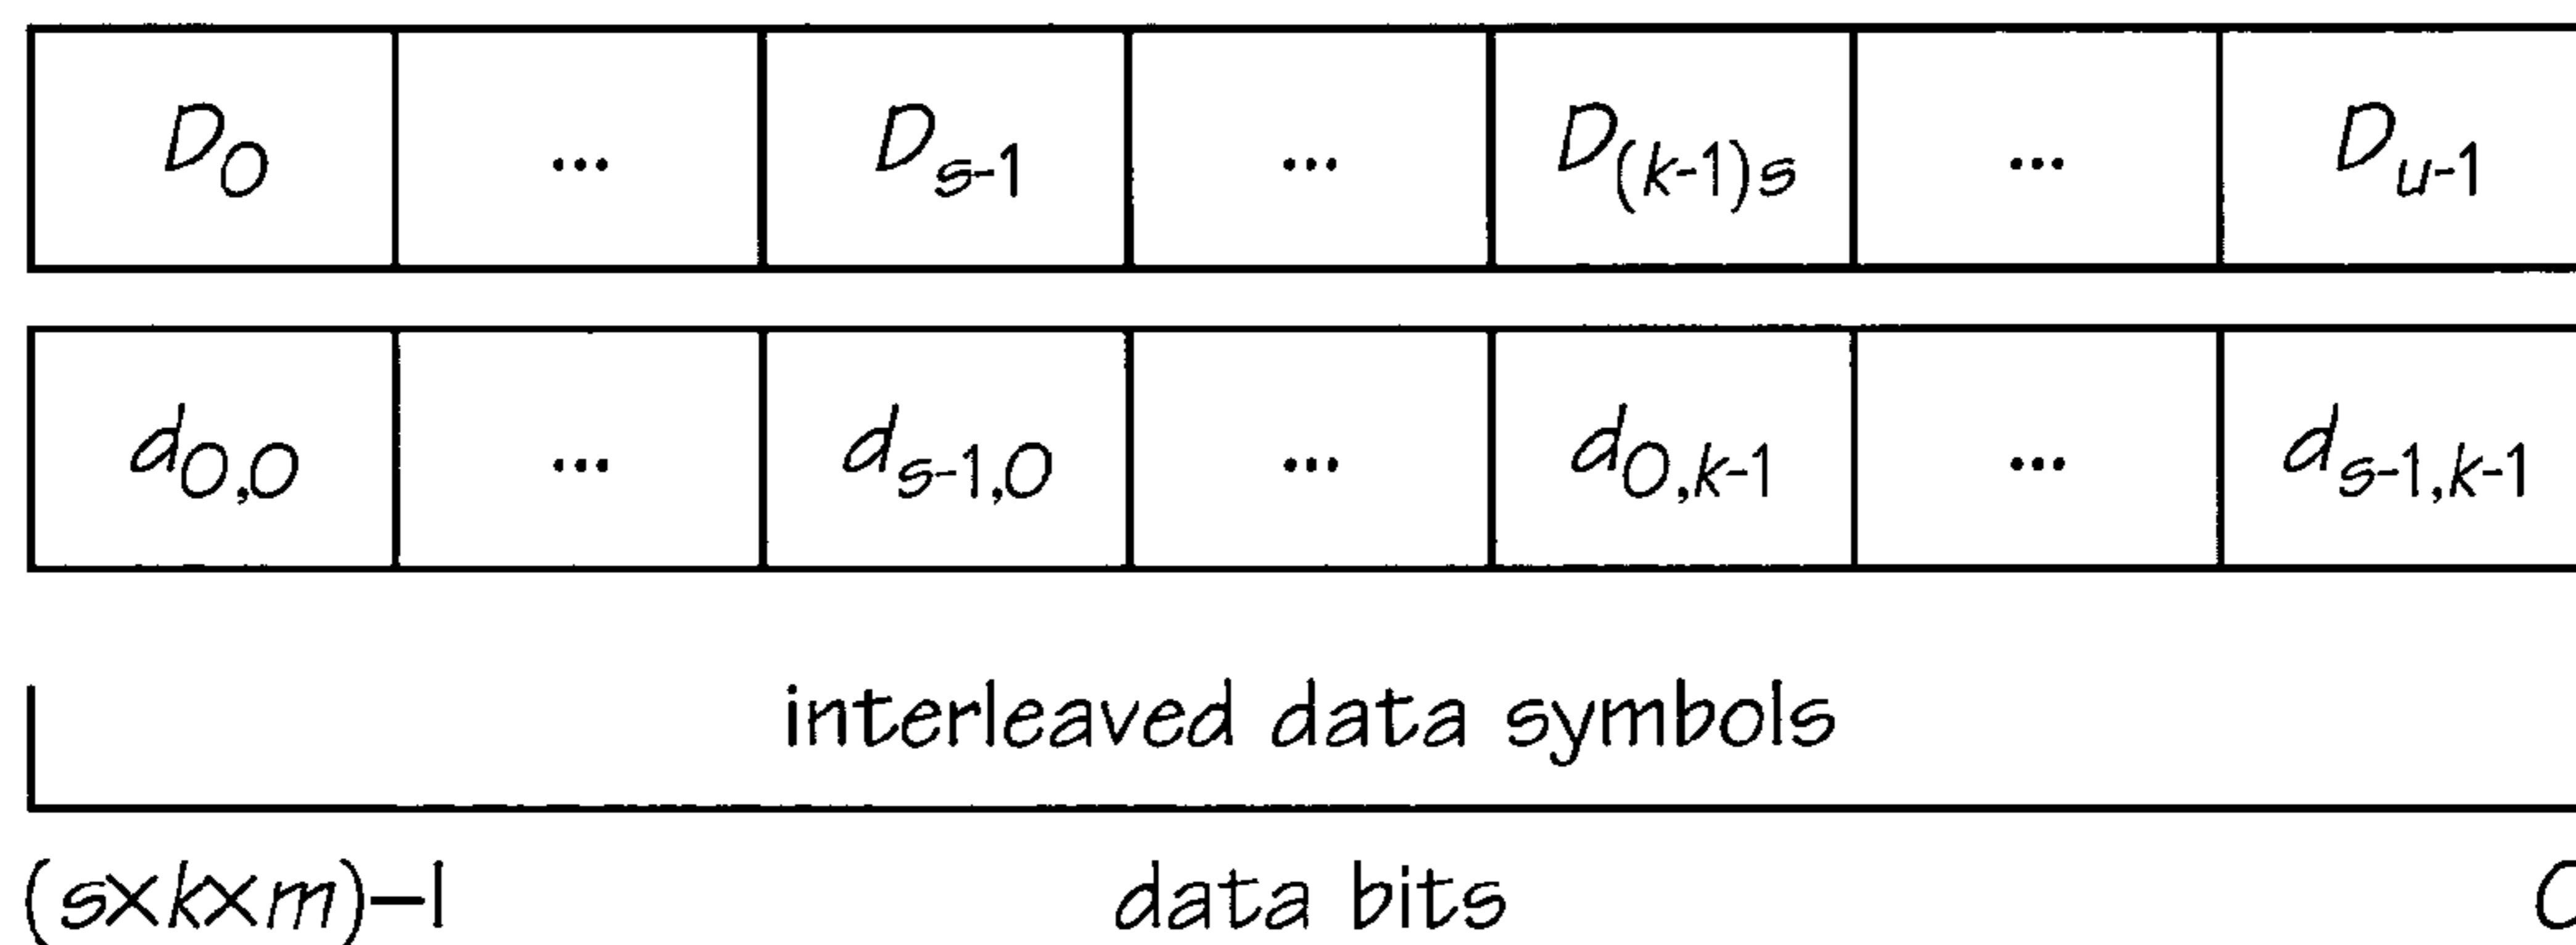 D0 ... Ds-1 ... D(k-1)s ... Du-1
d0,0 ... ds-1,0 ... d0,k-1 ... ds-1,k-1
interleaved data symbols
(s×k×m)–1 data bits 0